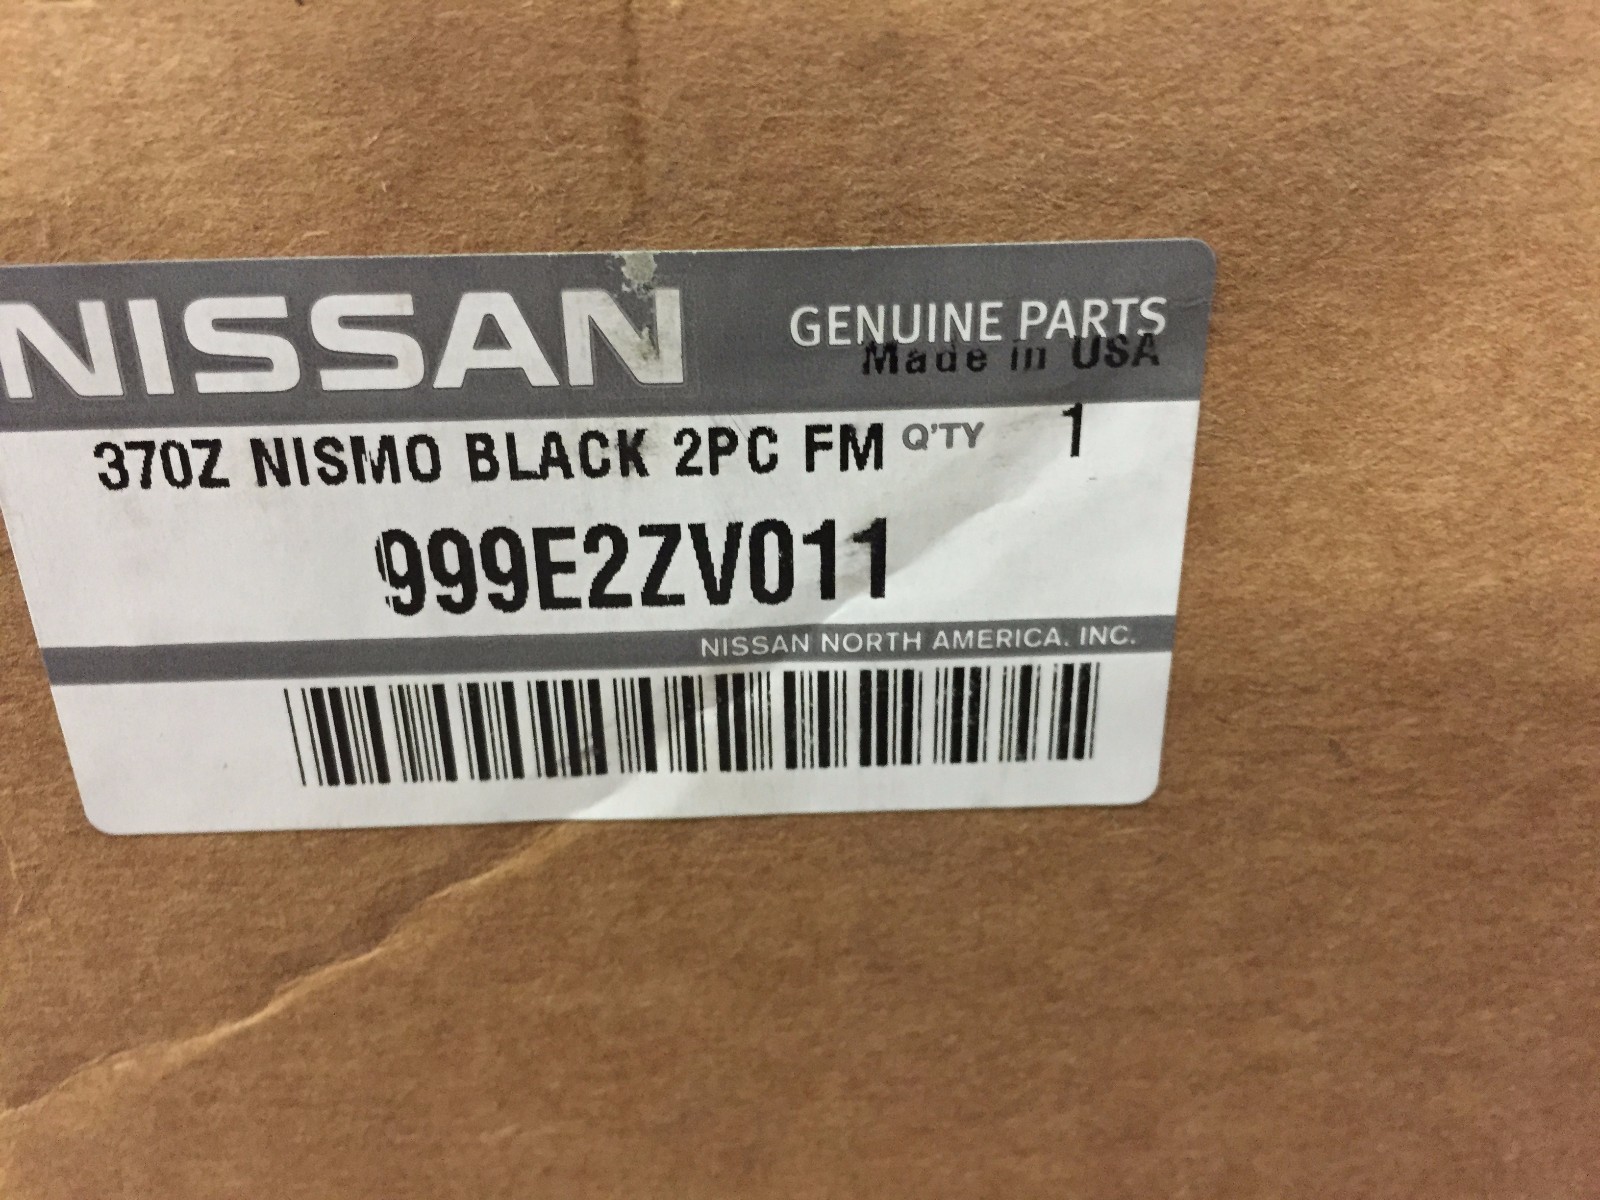 NISSAN GENUINE PARTS
Made in USA
370Z NISMO BLACK 2PC FM Q'TY 1
999E2ZV011
NISSAN NORTH AMERICA, INC.